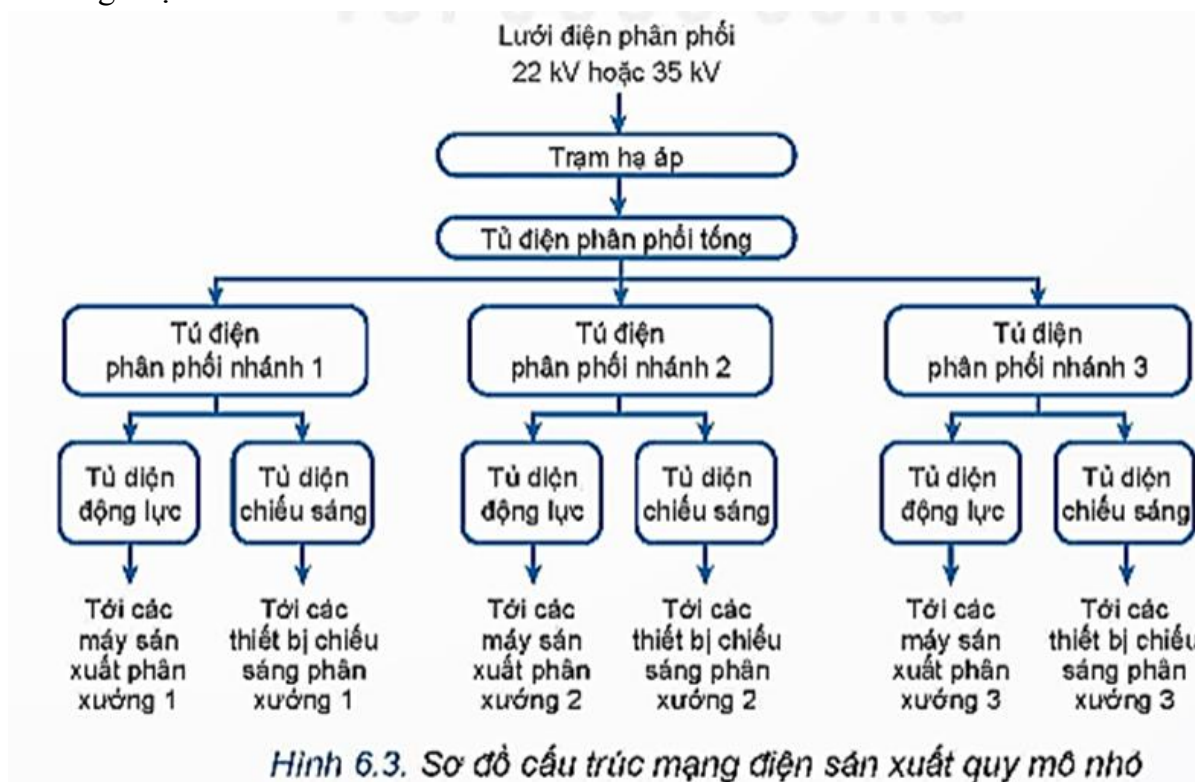 Lưới điện phân phối
22 kV hoặc 35 kV
Trạm hạ áp
Tủ điện phân phối tổng
Tủ điện
phân phối nhánh 1
Tủ điện
phân phối nhánh 2
Tủ điện
phân phối nhánh 3
Tủ điện
động lực
Tủ điện
chiếu sáng
Tủ điện
động lực
Tủ điện
chiếu sáng
Tủ điện
động lực
Tủ điện
chiếu sáng
Tới các
máy sản
xuất phân
xưởng 1
Tới các
thiết bị chiếu
sáng phân
xưởng 1
Tới các
máy sản
xuất phân
xưởng 2
Tới các
thiết bị chiếu
sáng phân
xưởng 2
Tới các
máy sản
xuất phân
xưởng 3
Tới các
thiết bị chiếu
sáng phân
xưởng 3
Hình 6.3. Sơ đồ cấu trúc mạng điện sản xuất quy mô nhỏ